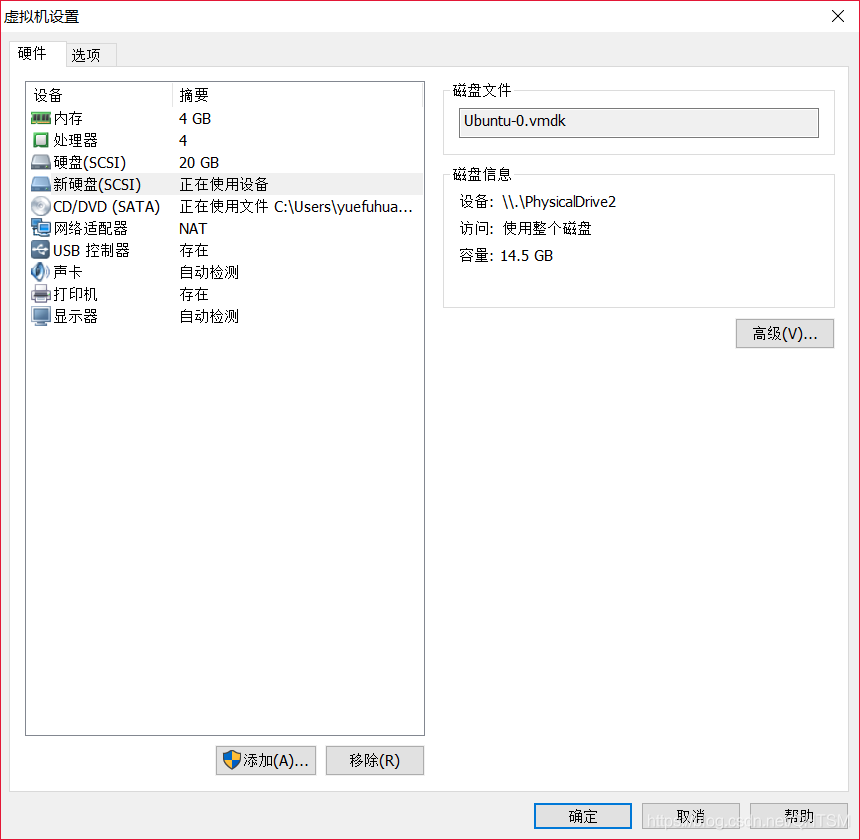 虚拟机设置
硬件 选项
设备 摘要
内存 4 GB
处理器 4
硬盘(SCSI) 20 GB
新硬盘(SCSI) 正在使用设备
CD/DVD (SATA) 正在使用文件 C:\Users\yuefuhua...
网络适配器 NAT
USB 控制器 存在
声卡 自动检测
打印机 存在
显示器 自动检测
添加(A)... 移除(R)
磁盘文件
Ubuntu-0.vmdk
磁盘信息
设备: \\.\PhysicalDrive2
访问: 使用整个磁盘
容量: 14.5 GB
高级(V)...
确定 取消 帮助